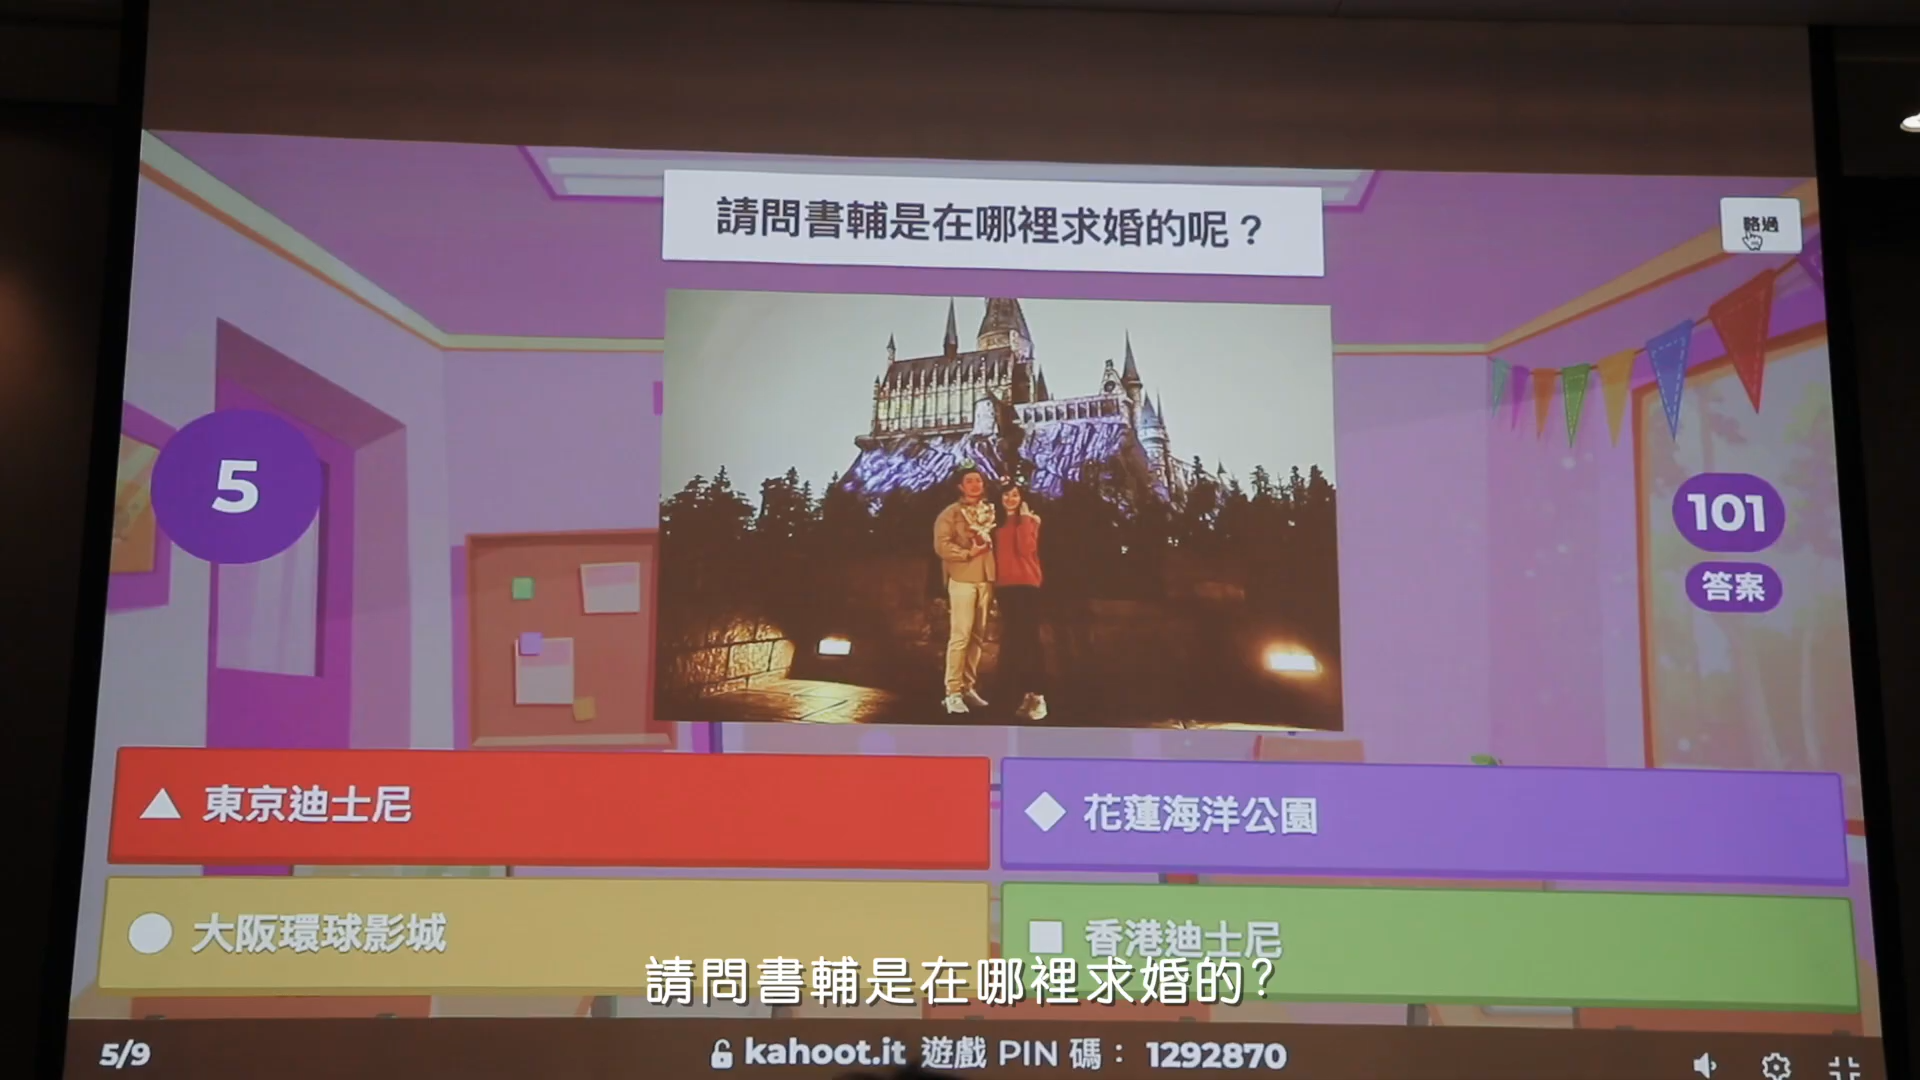 請問書輔是在哪裡求婚的呢？
略過
5
101
答案
東京迪士尼
花蓮海洋公園
大阪環球影城
香港迪士尼
請問書輔是在哪裡求婚的?
5/9
kahoot.it 遊戲 PIN 碼： 1292870